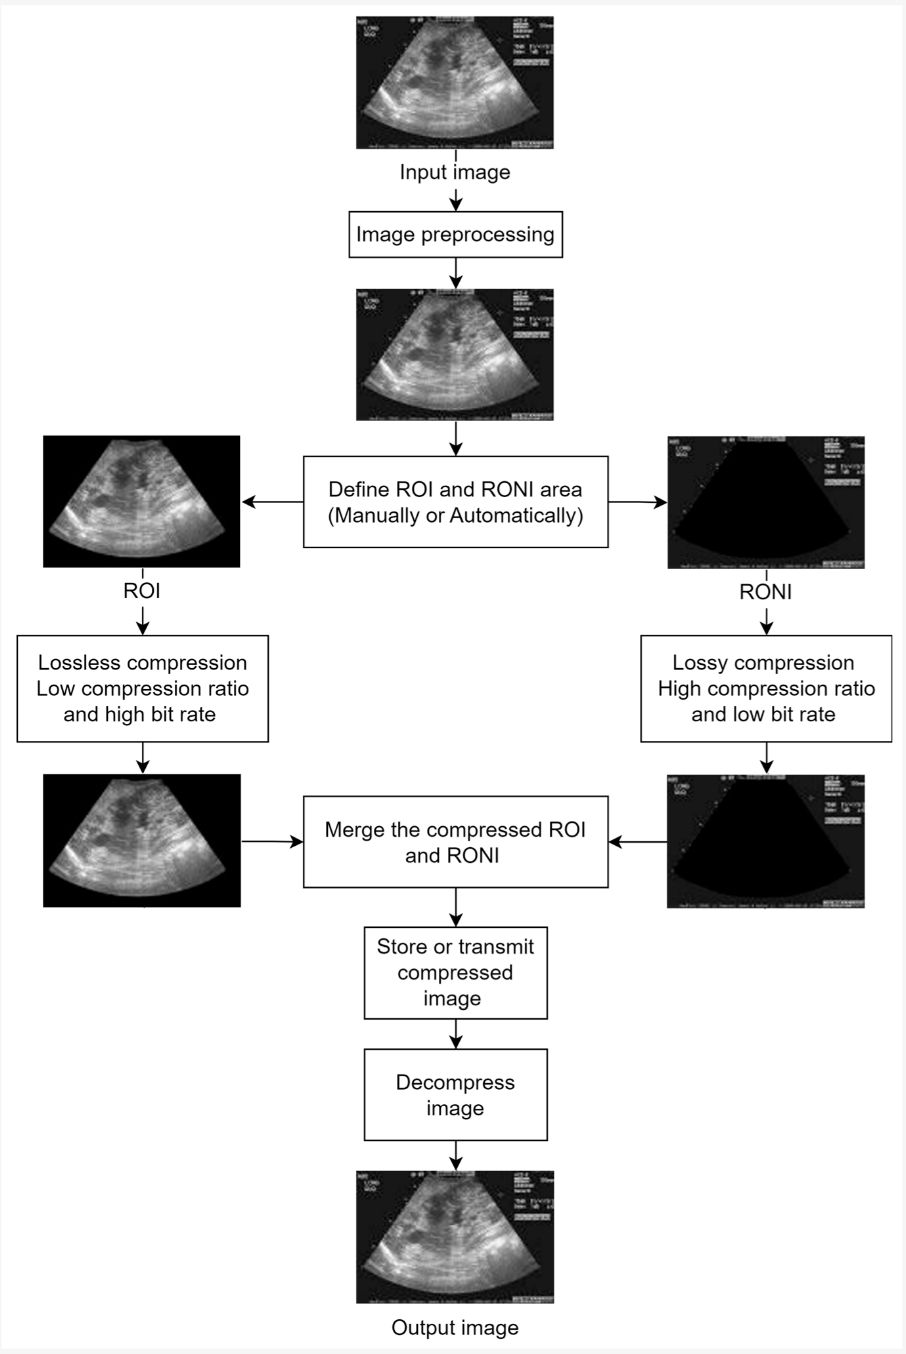 Input image
Image preprocessing
Define ROI and RONI area
(Manually or Automatically)
ROI
RONI
Lossless compression
Low compression ratio
and high bit rate
Lossy compression
High compression ratio
and low bit rate
Merge the compressed ROI
and RONI
Store or transmit
compressed
image
Decompress
image
Output image